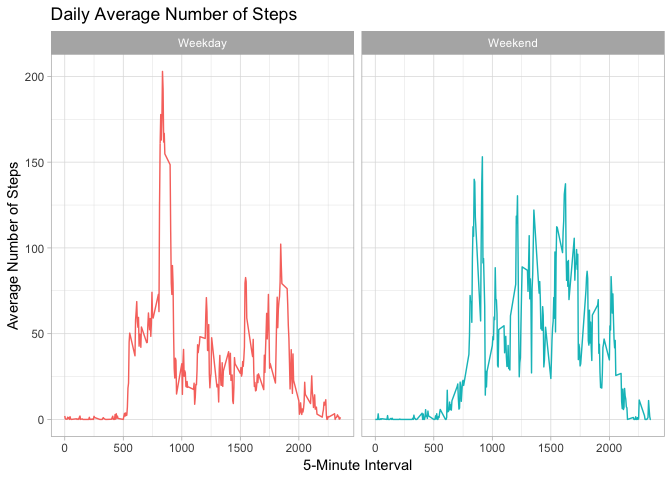 Daily Average Number of Steps
Weekday Weekend
200
150
100
50
0
0 500 1000 1500 2000 0 500 1000 1500 2000
5-Minute Interval
Average Number of Steps